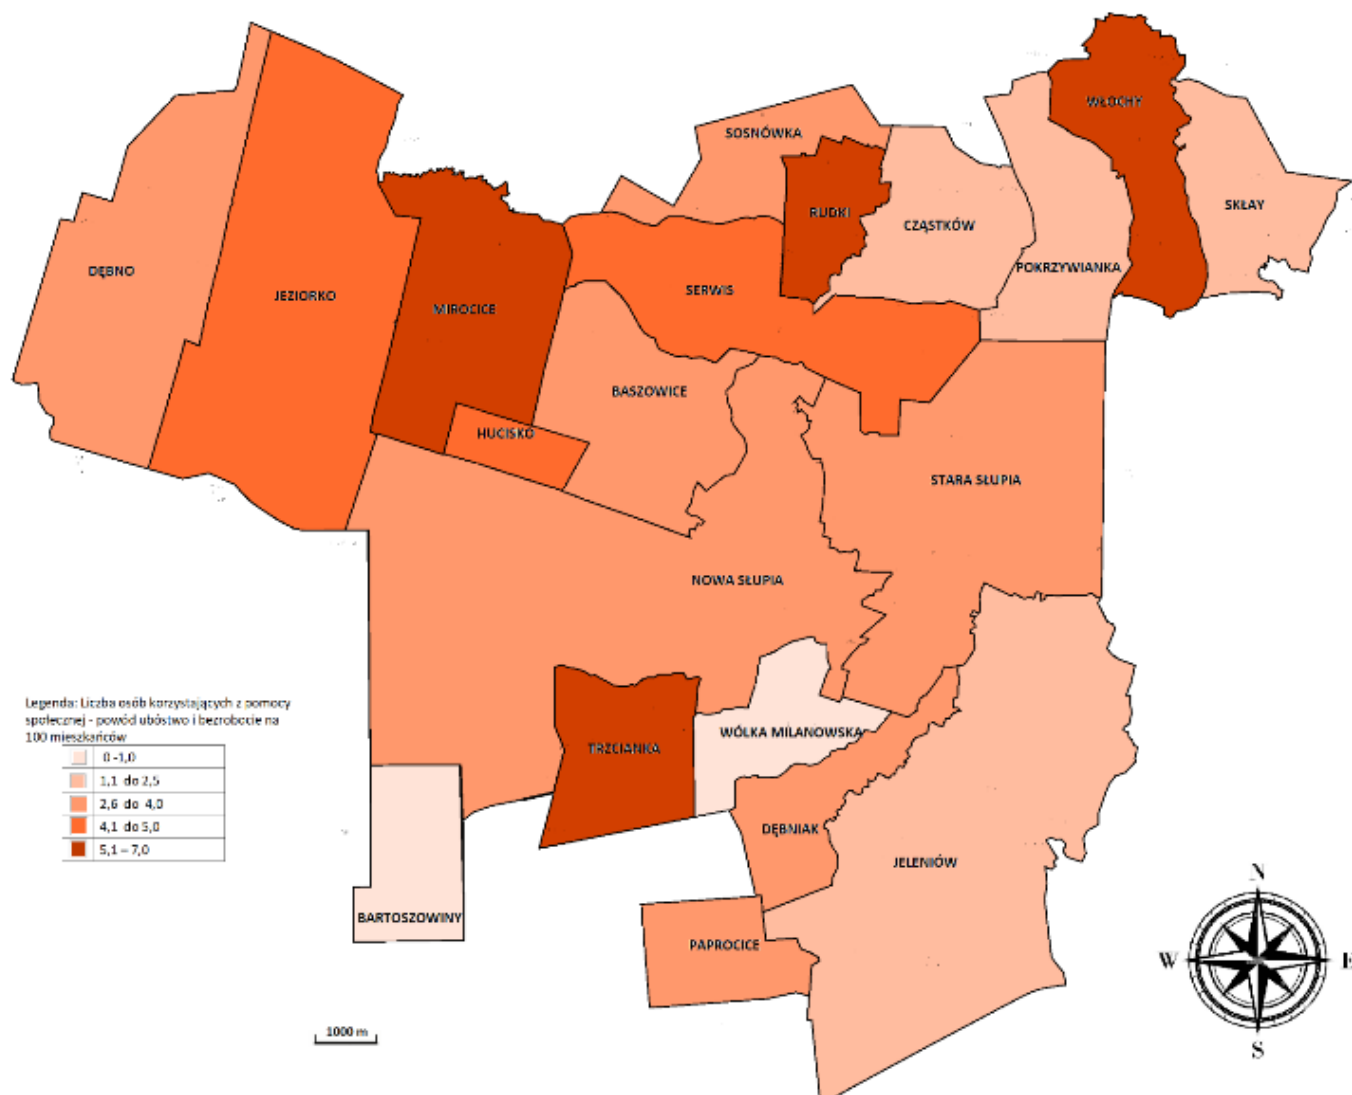 WŁOCHY
SOSNÓWKA
SKŁAY
RUDKI
CZĄSTKÓW
POKRZYWIANKA
DĘBNO
JEZIORKO
SERWIS
MIROCICE
BASZOWICE
HUCISKO
STARA SŁUPIA
NOWA SŁUPIA
Legenda: Liczba osób korzystających z pomocy
społecznej - powód ubóstwo i bezrobocie na
100 mieszkańców
0 -1,0
1,1 do 2,5
2,6 do 4,0
4,1 do 5,0
5,1 – 7,0
TRZCIANKA
WÓLKA MILANOWSKA
DĘBNIAK
JELENIÓW
BARTOSZOWINY
PAPROCICE
N
W
E
S
1000 m